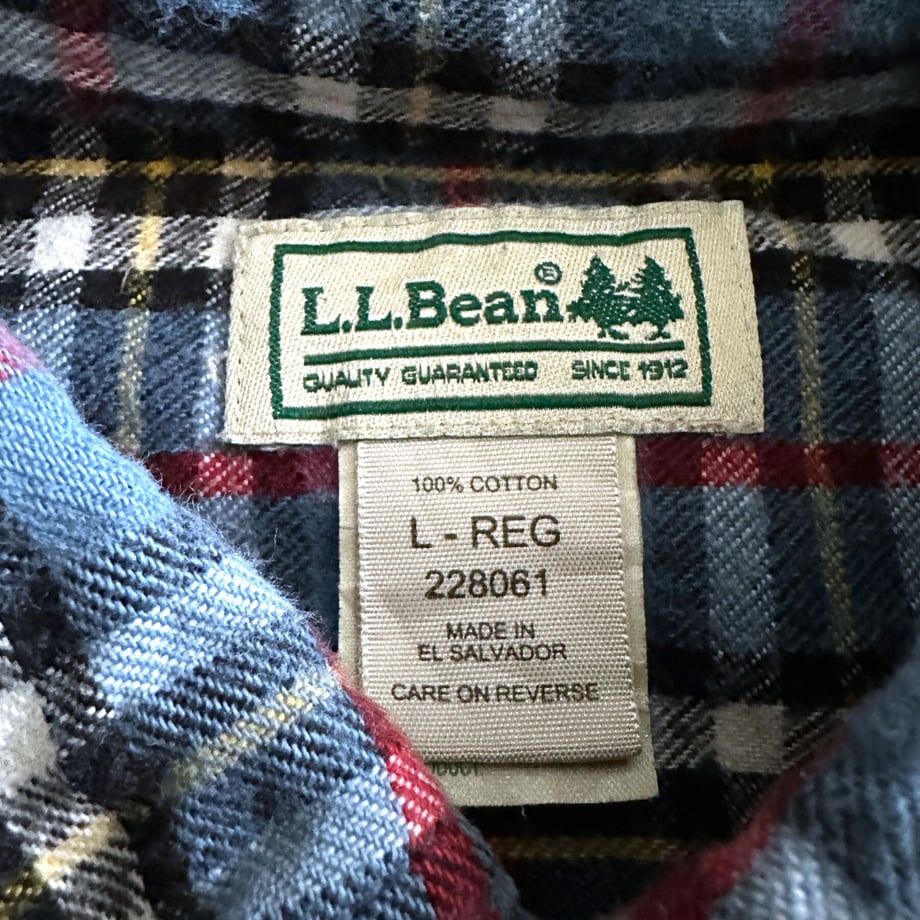 L.L.Bean®
QUALITY GUARANTEED SINCE 1912
100% COTTON
L - REG
228061
MADE IN
EL SALVADOR
CARE ON REVERSE